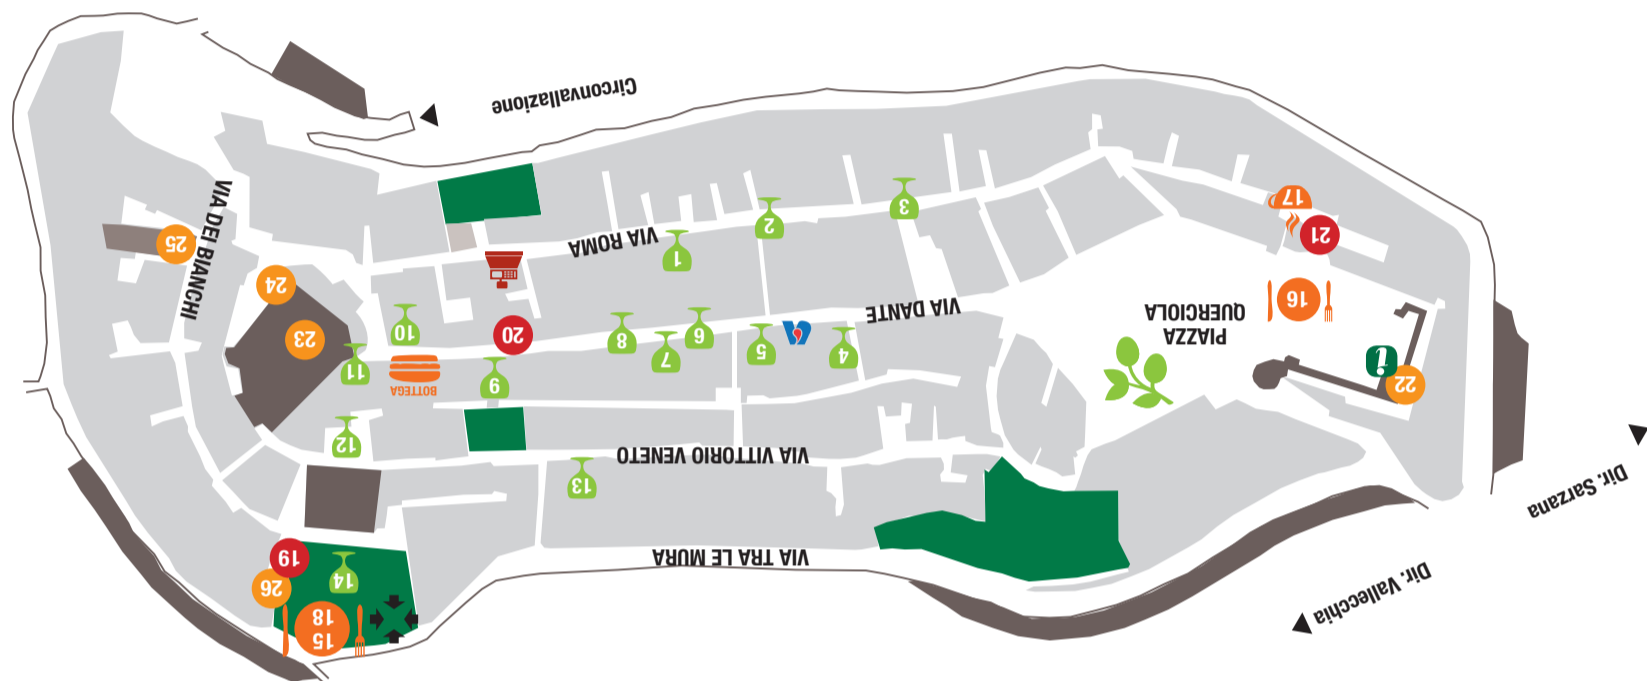 15
18
Dir. Vallecchia
26
14
19
VIA TRA LE MURA
Dir. Sarzana
13
VIA VITTORIO VENETO
12
BOTTEGA
22
i
9
11
7
4
5
PIAZZA
QUERCIOLA
6
8
20
10
23
VIA DANTE
16
24
VIA DEI BIANCHI
1
VIA ROMA
25
21
2
3
17
Circonvallazione